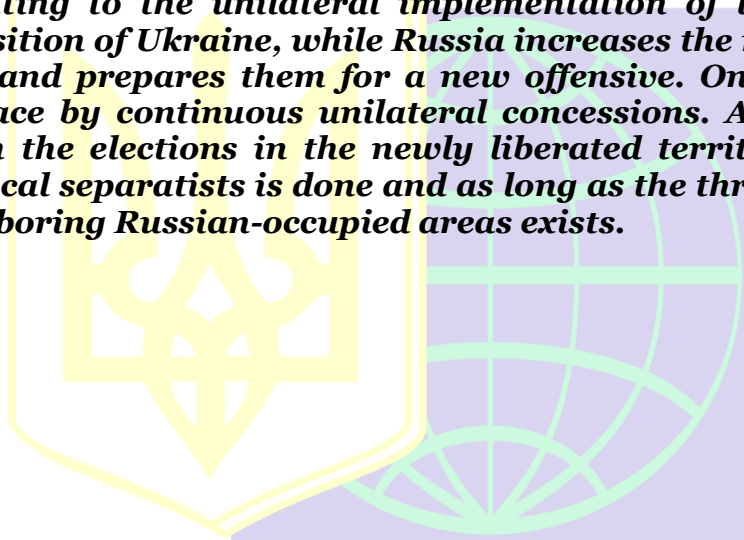 to the unilateral implementation of
of Ukraine, while Russia increases the
and prepares them for a new offensive. On
by continuous unilateral concessions. A
the elections in the newly liberated
separatists is done and as long as the
Russian-occupied areas exists.